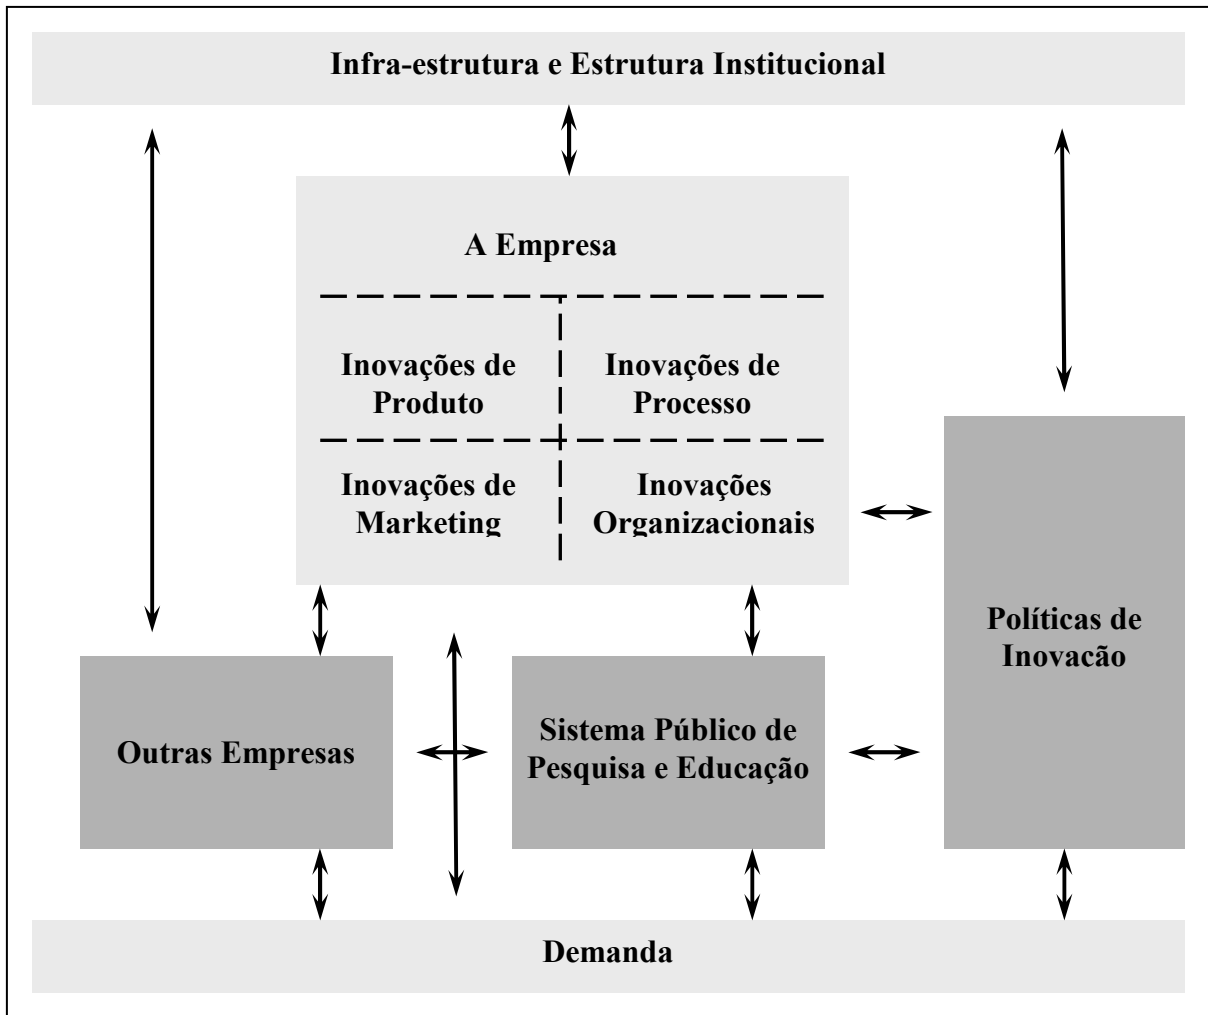 Infra-estrutura e Estrutura Institucional
A Empresa
Inovações de
Produto
Inovações de
Processo
Inovações de
Marketing
Inovações
Organizacionais
Políticas de
Inovacão
Outras Empresas
Sistema Público de
Pesquisa e Educação
Demanda